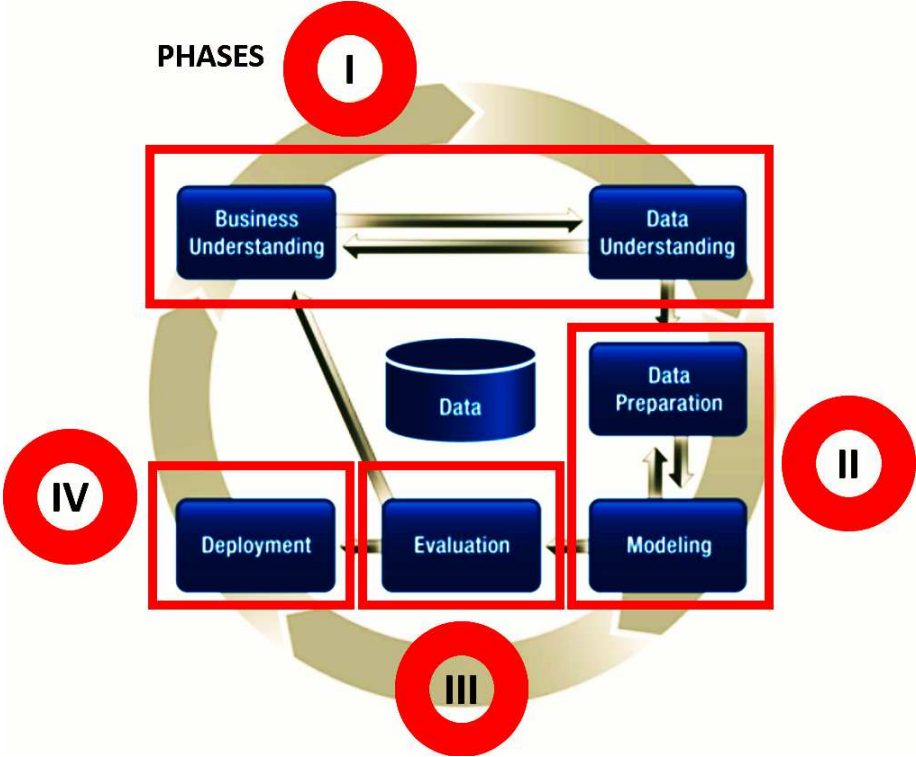 PHASES
I
Business
Understanding
Data
Understanding
Data
Data
Preparation
II
IV
Deployment
Evaluation
Modeling
III